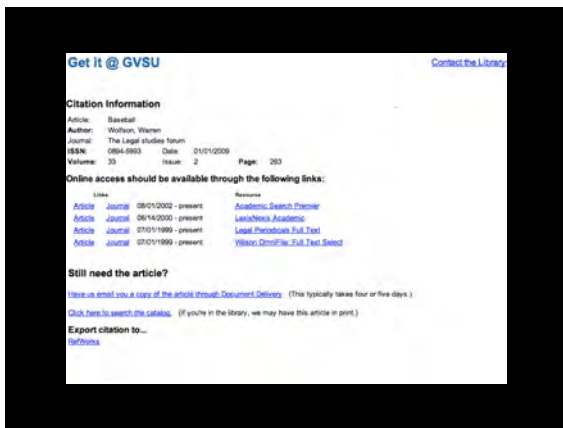 Get it @ GVSU Contact the Library
Citation Information
Article: Baseball
Author: Wolfson, Warren
Journal: The Legal studies forum
ISSN: 0894-5993 Date: 01/01/2009
Volume: 33 Issue: 2 Page: 263
Online access should be available through the following links:
Links Resource
Article Journal 08/01/2002 - present Academic Search Premier
Article Journal 06/14/2000 - present LexisNexis Academic
Article Journal 07/01/1999 - present Legal Periodicals Full Text
Article Journal 07/01/1999 - present Wilson OmniFile: Full Text Select
Still need the article?
Have us email you a copy of the article through Document Delivery. (This typically takes four or five days.)
Click here to search the catalog. (If you're in the library, we may have this article in print.)
Export citation to...
RefWorks